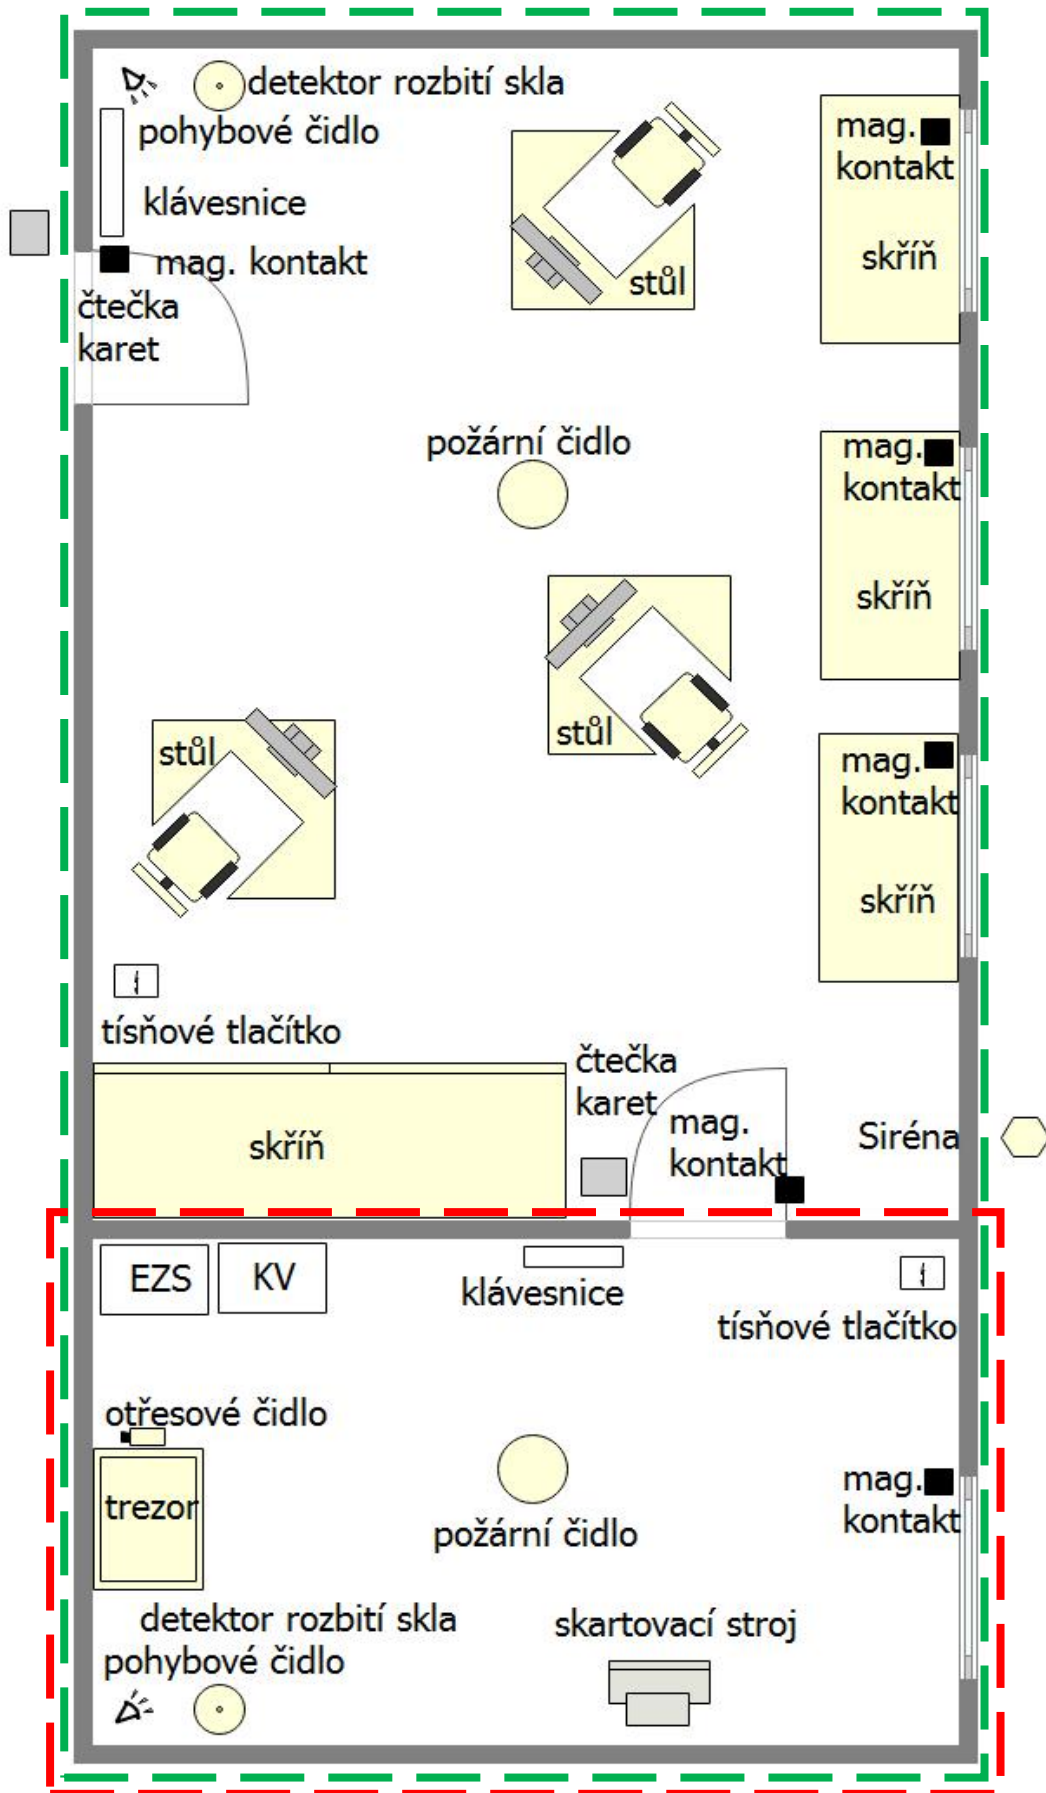 detektor rozbití skla
pohybové čidlo
mag.
kontakt
klávesnice
skříň
mag. kontakt
stůl
čtečka
karet
požární čidlo
mag.
kontakt
skříň
stůl
stůl
mag.
kontakt
skříň
tísňové tlačítko
čtečka
karet
mag.
kontakt
Siréna
skříň
EZS
KV
klávesnice
tísňové tlačítko
otřesové čidlo
trezor
mag.
kontakt
požární čidlo
detektor rozbití skla
skartovací stroj
pohybové čidlo